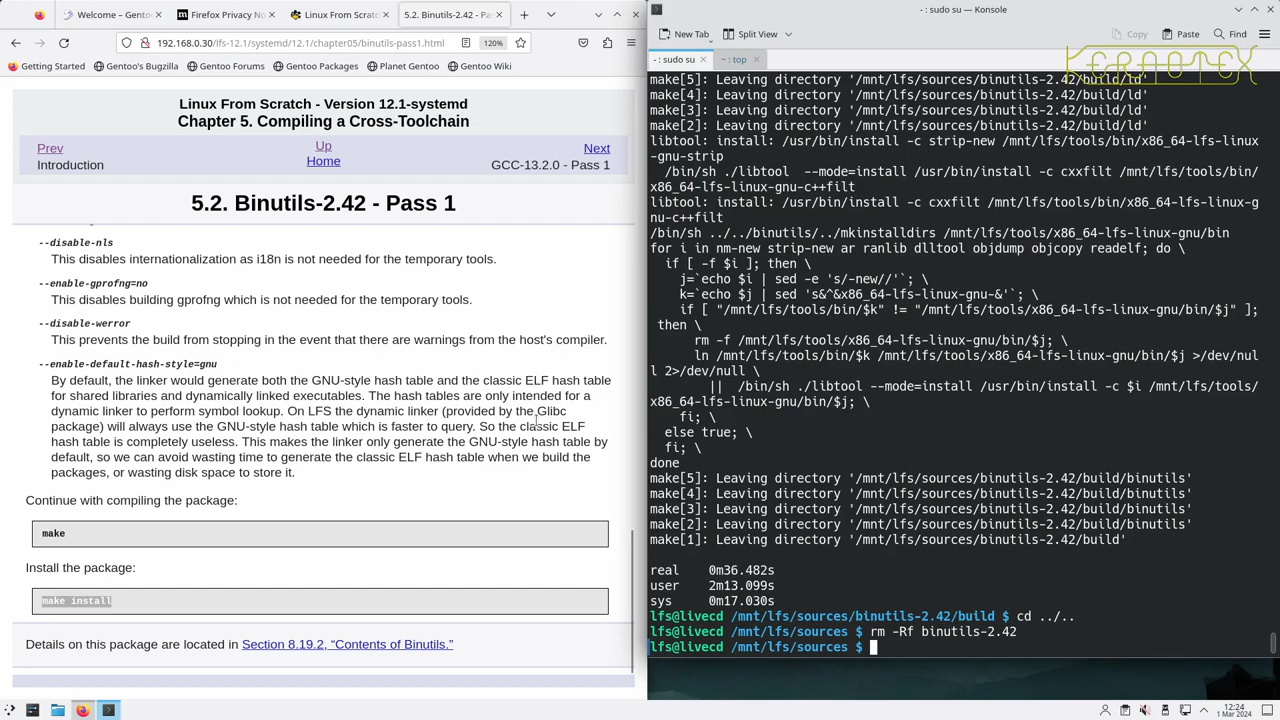 Welcome – Gento
Firefox Privacy No
Linux From Scratch
5.2. Binutils-2.42 - Pas
192.168.0.30/lfs-12.1/systemd/12.1/chapter05/binutils-pass1.html
120%
Getting Started
Gentoo's Bugzilla
Gentoo Forums
Gentoo Packages
Planet Gentoo
Gentoo Wiki
Linux From Scratch - Version 12.1-systemd
Chapter 5. Compiling a Cross-Toolchain
Prev
Up
Next
Introduction
Home
GCC-13.2.0 - Pass 1
5.2. Binutils-2.42 - Pass 1
--disable-nls
This disables internationalization as i18n is not needed for the temporary tools.
--enable-gprofng=no
This disables building gprofng which is not needed for the temporary tools.
--disable-werror
This prevents the build from stopping in the event that there are warnings from the host's compiler.
--enable-default-hash-style=gnu
By default, the linker would generate both the GNU-style hash table and the classic ELF hash table
for shared libraries and dynamically linked executables. The hash tables are only intended for a
dynamic linker to perform symbol lookup. On LFS the dynamic linker (provided by the Glibc
package) will always use the GNU-style hash table which is faster to query. So the classic ELF
hash table is completely useless. This makes the linker only generate the GNU-style hash table by
default, so we can avoid wasting time to generate the classic ELF hash table when we build the
packages, or wasting disk space to store it.
Continue with compiling the package:
make
Install the package:
make install
Details on this package are located in Section 8.19.2, “Contents of Binutils.”
- : sudo su — Konsole
New Tab
Split View
Copy
Paste
Find
- : sudo su
~ : top
KERNOTEX
make[5]: Leaving directory '/mnt/lfs/sources/binutils-2.42/build/ld'
make[4]: Leaving directory '/mnt/lfs/sources/binutils-2.42/build/ld'
make[3]: Leaving directory '/mnt/lfs/sources/binutils-2.42/build/ld'
make[2]: Leaving directory '/mnt/lfs/sources/binutils-2.42/build/ld'
libtool: install: /usr/bin/install -c strip-new /mnt/lfs/tools/bin/x86_64-lfs-linux
-gnu-strip
/bin/sh ./libtool  --mode=install /usr/bin/install -c cxxfilt /mnt/lfs/tools/bin/
x86_64-lfs-linux-gnu-c++filt
libtool: install: /usr/bin/install -c cxxfilt /mnt/lfs/tools/bin/x86_64-lfs-linux-g
nu-c++filt
/bin/sh ../../binutils/../mkinstalldirs /mnt/lfs/tools/x86_64-lfs-linux-gnu/bin
for i in nm-new strip-new ar ranlib dlltool objdump objcopy readelf; do \
if [ -f $i ]; then \
j=`echo $i | sed -e 's/-new//'`; \
k=`echo $j | sed 's&^&x86_64-lfs-linux-gnu-&'`; \
if [ "/mnt/lfs/tools/bin/$k" != "/mnt/lfs/tools/x86_64-lfs-linux-gnu/bin/$j" ];
then \
rm -f /mnt/lfs/tools/x86_64-lfs-linux-gnu/bin/$j; \
ln /mnt/lfs/tools/bin/$k /mnt/lfs/tools/x86_64-lfs-linux-gnu/bin/$j >/dev/nul
l 2>/dev/null \
||  /bin/sh ./libtool --mode=install /usr/bin/install -c $i /mnt/lfs/tools/
x86_64-lfs-linux-gnu/bin/$j; \
fi; \
else true; \
fi; \
done
make[5]: Leaving directory '/mnt/lfs/sources/binutils-2.42/build/binutils'
make[4]: Leaving directory '/mnt/lfs/sources/binutils-2.42/build/binutils'
make[3]: Leaving directory '/mnt/lfs/sources/binutils-2.42/build/binutils'
make[2]: Leaving directory '/mnt/lfs/sources/binutils-2.42/build/binutils'
make[1]: Leaving directory '/mnt/lfs/sources/binutils-2.42/build'
real 0m36.482s
user 2m13.099s
sys 0m17.030s
lfs@livecd /mnt/lfs/sources/binutils-2.42/build $ cd ../..
lfs@livecd /mnt/lfs/sources $ rm -Rf binutils-2.42
lfs@livecd /mnt/lfs/sources $
12:24
1 Mar 2024